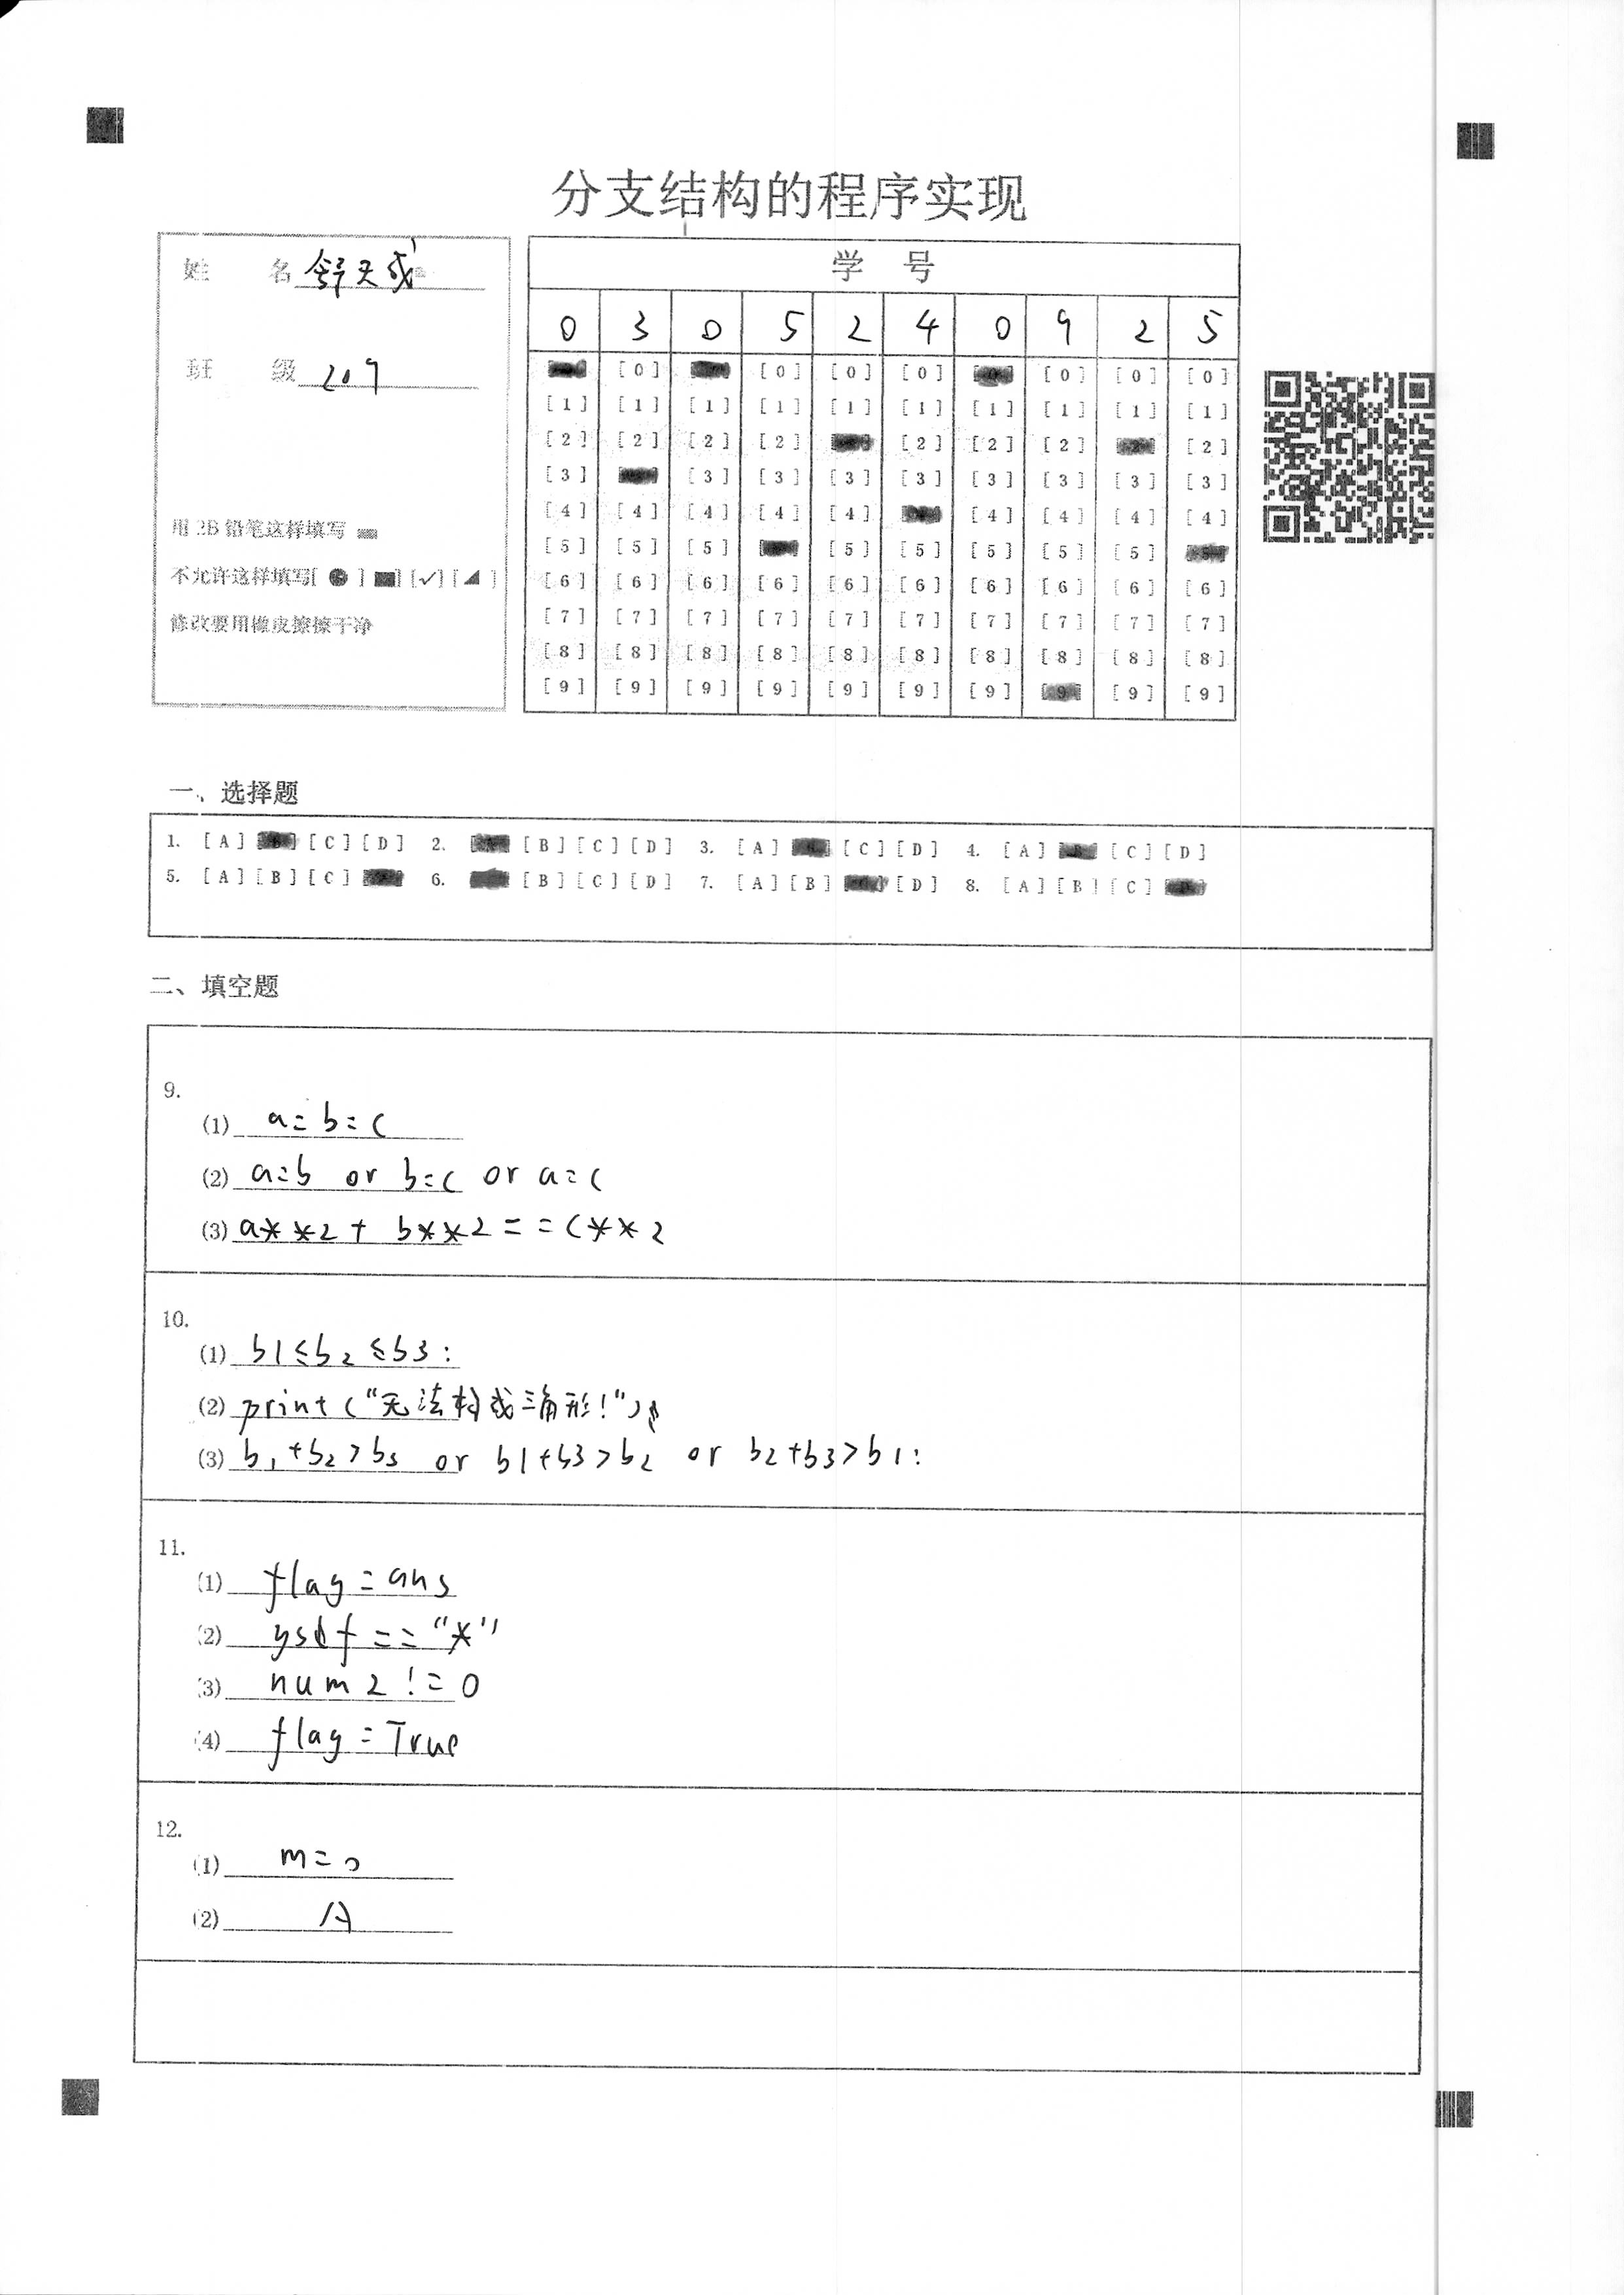 分支结构的程序实现
姓 名 舒天成
班 级 209
用 2B 铅笔这样填写
不允许这样填写[ ● ] ■] [✓] [◢ ]
修改要用橡皮擦擦干净
学 号
0 3 0 5 2 4 0 9 2 5
[0] [0] [0] [0] [0] [0] [0]
[1] [1] [1] [1] [1] [1] [1] [1] [1] [1]
[2] [2] [2] [2] [2] [2] [2] [2] [2]
[3] [3] [3] [3] [3] [3] [3] [3] [3]
[4] [4] [4] [4] [4] [4] [4] [4] [4]
[5] [5] [5] [5] [5] [5] [5] [5]
[6] [6] [6] [6] [6] [6] [6] [6] [6] [6]
[7] [7] [7] [7] [7] [7] [7] [7] [7] [7]
[8] [8] [8] [8] [8] [8] [8] [8] [8] [8]
[9] [9] [9] [9] [9] [9] [9] [9] [9] [9]
一、选择题
1. [A] [C] [D] 2. [B] [C] [D] 3. [A] [C] [D] 4. [A] [C] [D]
5. [A] [B] [C] 6. [B] [C] [D] 7. [A] [B] [D] 8. [A] [B] [C]
二、填空题
9.
(1) a=b=c
(2) a=b or b=c or a=c
(3) a**2+b**2==c**2
10.
(1) b1≤b2≤b3:
(2) print("无法构成三角形!")
(3) b1+b2>b3 or b1+b3>b2 or b2+b3>b1:
11.
(1) flag=ans
(2) ysdf=="*"
(3) num2!=0
(4) flag=True
12.
(1) m=0
(2) A